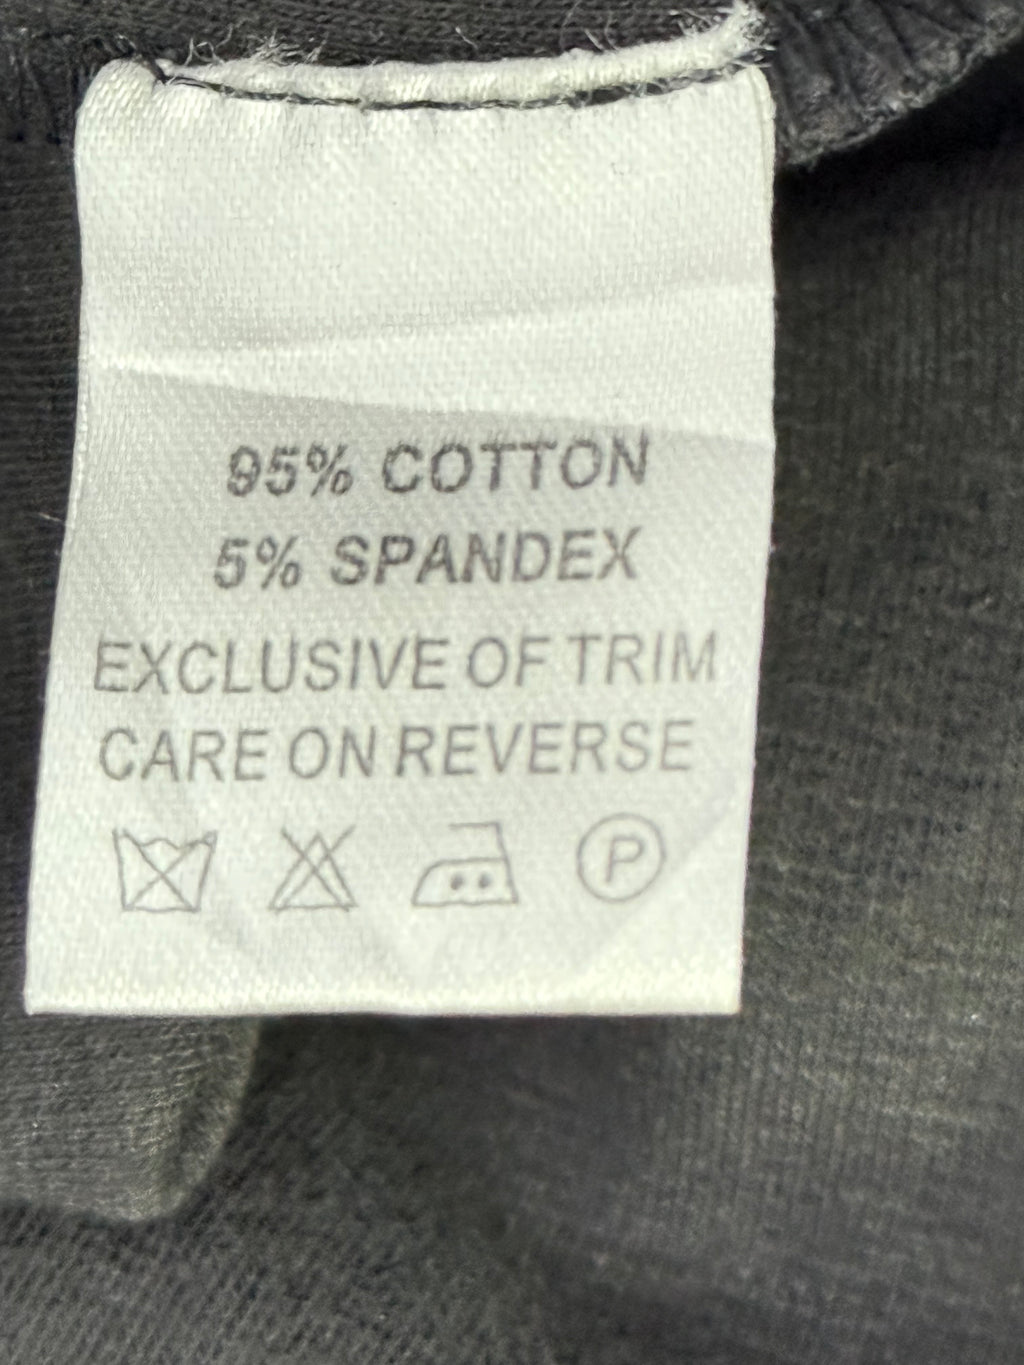 95% COTTON
5% SPANDEX
EXCLUSIVE OF TRIM
CARE ON REVERSE
P